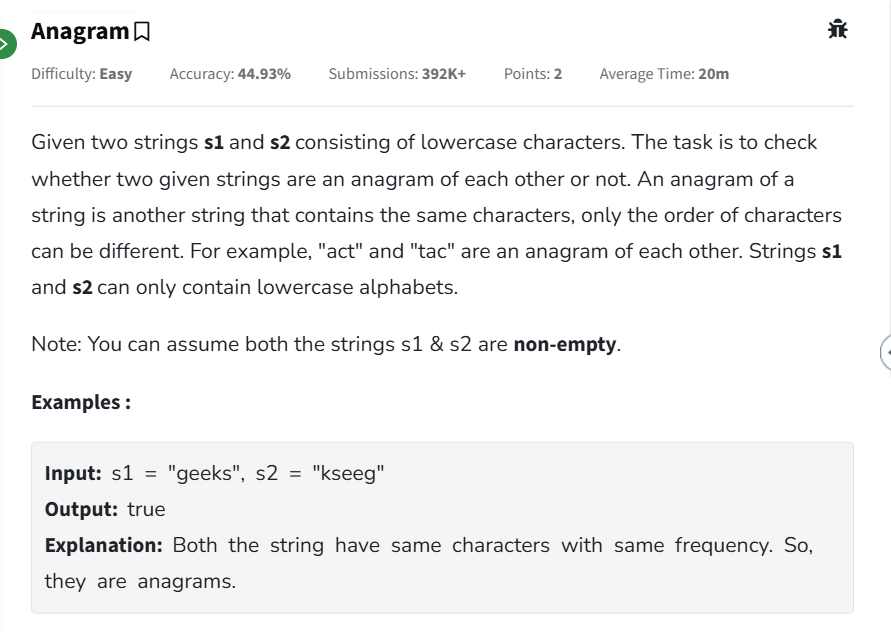 Anagram
Difficulty: Easy Accuracy: 44.93% Submissions: 392K+ Points: 2 Average Time: 20m
Given two strings s1 and s2 consisting of lowercase characters. The task is to check
whether two given strings are an anagram of each other or not. An anagram of a
string is another string that contains the same characters, only the order of characters
can be different. For example, "act" and "tac" are an anagram of each other. Strings s1
and s2 can only contain lowercase alphabets.
Note: You can assume both the strings s1 & s2 are non-empty.
Examples :
Input: s1 = "geeks", s2 = "kseeg"
Output: true
Explanation: Both the string have same characters with same frequency. So,
they are anagrams.